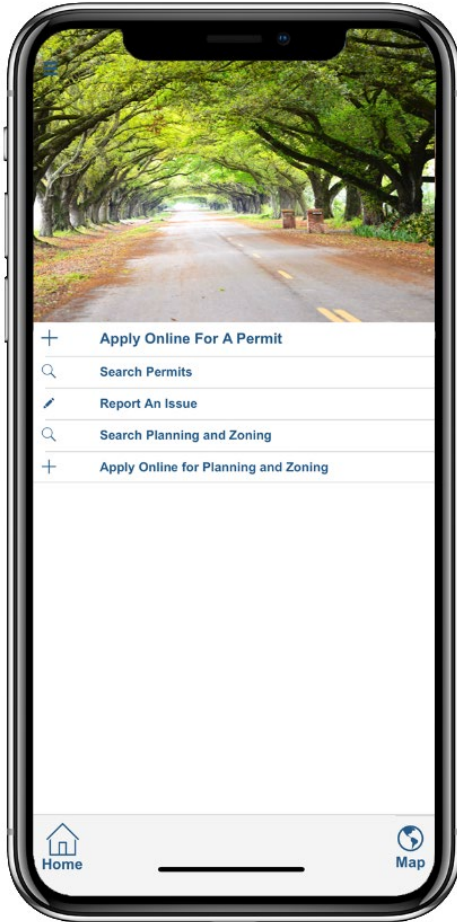 Apply Online For A Permit
Search Permits
Report An Issue
Search Planning and Zoning
Apply Online for Planning and Zoning
Home
Map